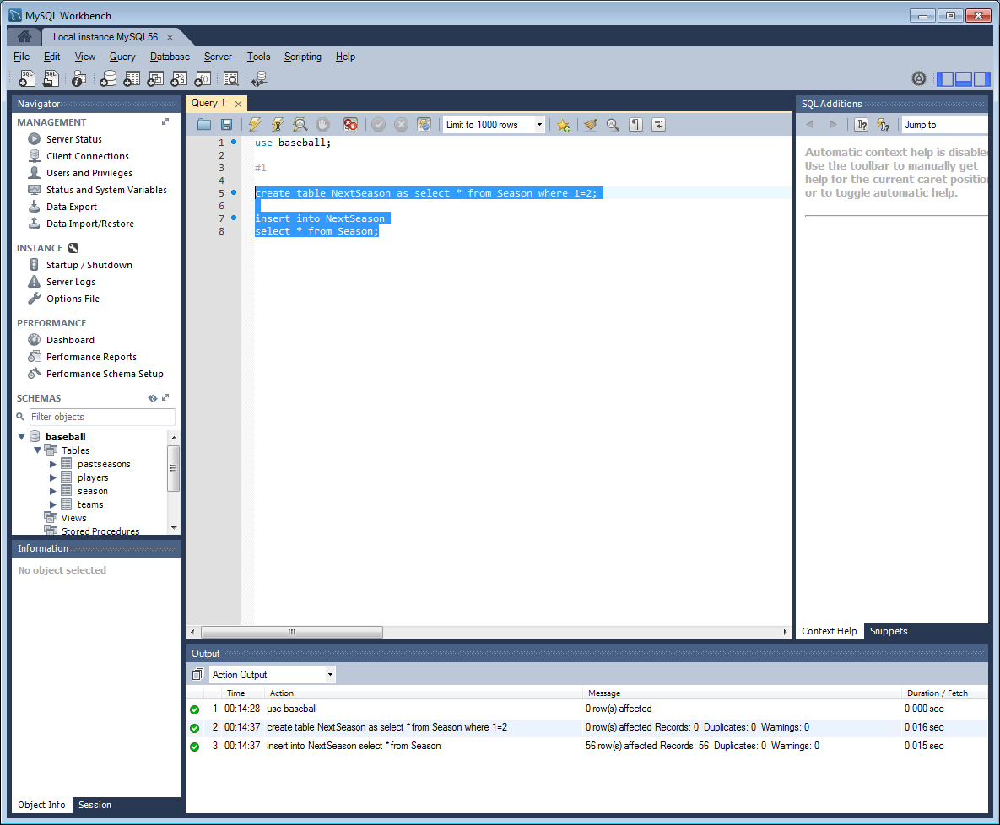 MySQL Workbench
Local instance MySQL56
File Edit View Query Database Server Tools Scripting Help
Navigator
MANAGEMENT
Server Status
Client Connections
Users and Privileges
Status and System Variables
Data Export
Data Import/Restore
INSTANCE
Startup / Shutdown
Server Logs
Options File
PERFORMANCE
Dashboard
Performance Reports
Performance Schema Setup
SCHEMAS
Filter objects
baseball
Tables
pastseasons
players
season
teams
Views
Stored Procedures
Information
No object selected
Object Info Session
Query 1
Limit to 1000 rows
1 use baseball;
2
3 #1
4
5 create table NextSeason as select * from Season where 1=2;
6
7 insert into NextSeason
8 select * from Season;
SQL Additions
Jump to
Automatic context help is disable
Use the toolbar to manually get
help for the current caret position
or to toggle automatic help.
Context Help Snippets
Output
Action Output
Time Action Message Duration / Fetch
1 00:14:28 use baseball 0 row(s) affected 0.000 sec
2 00:14:37 create table NextSeason as select * from Season where 1=2 0 row(s) affected Records: 0 Duplicates: 0 Warnings: 0 0.016 sec
3 00:14:37 insert into NextSeason select * from Season 56 row(s) affected Records: 56 Duplicates: 0 Warnings: 0 0.015 sec